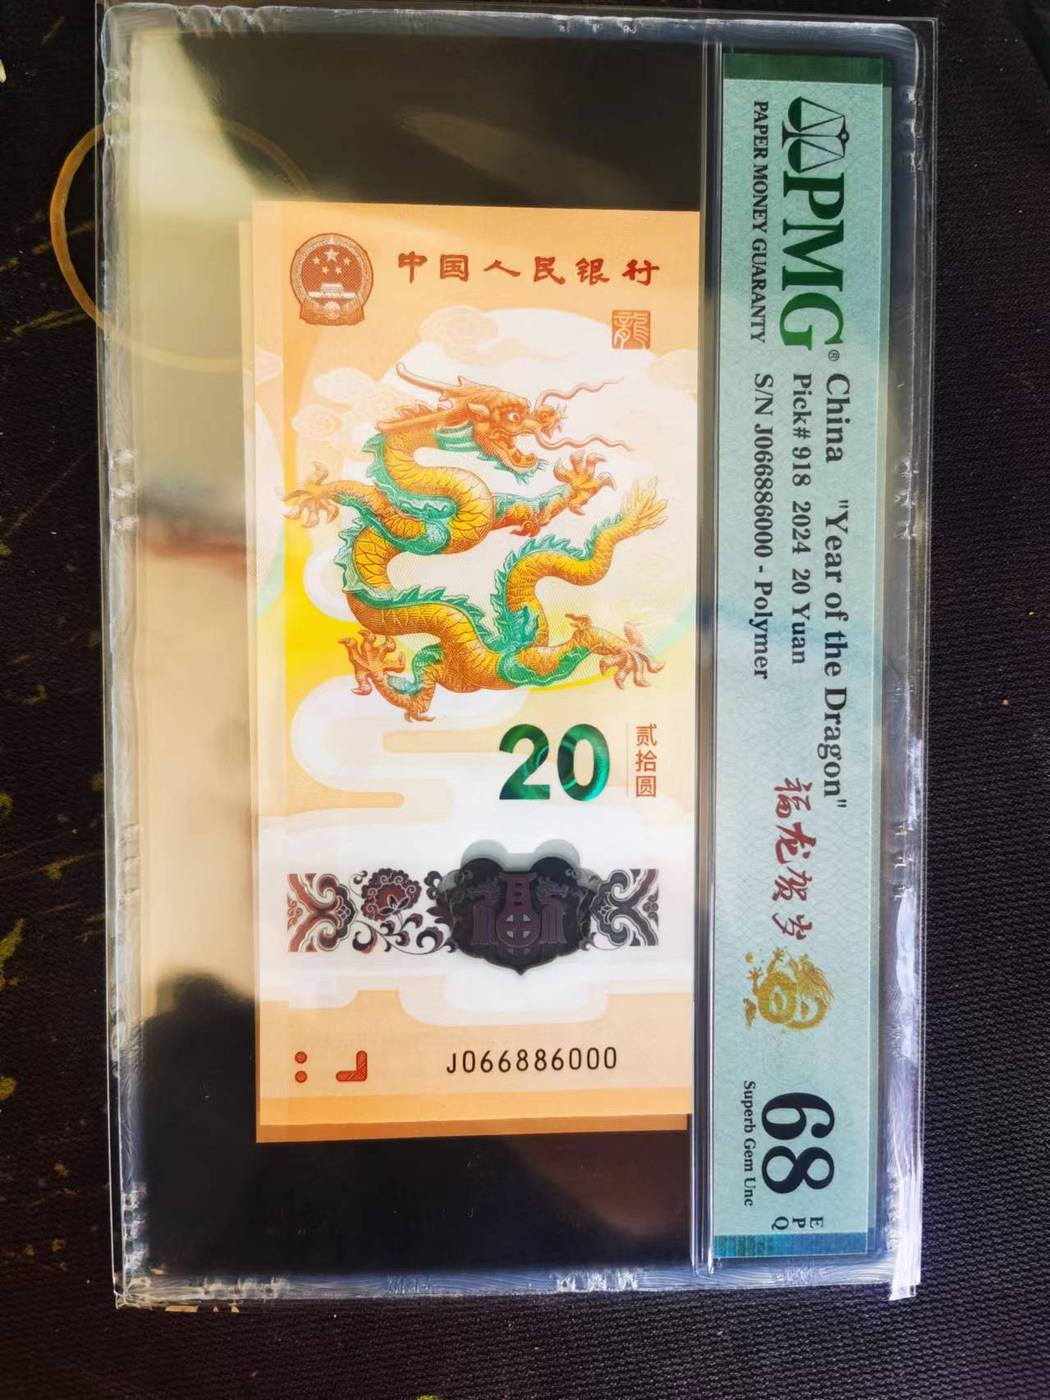 PMG®
PAPER MONEY GUARANTY
China "Year of the Dragon"
Pick# 918 2024 20 Yuan
S/N J066886000 - Polymer
福龙贺岁
68
EPQ
Superb Gem Unc
中国人民银行
龍
20
贰拾圆
福
J066886000